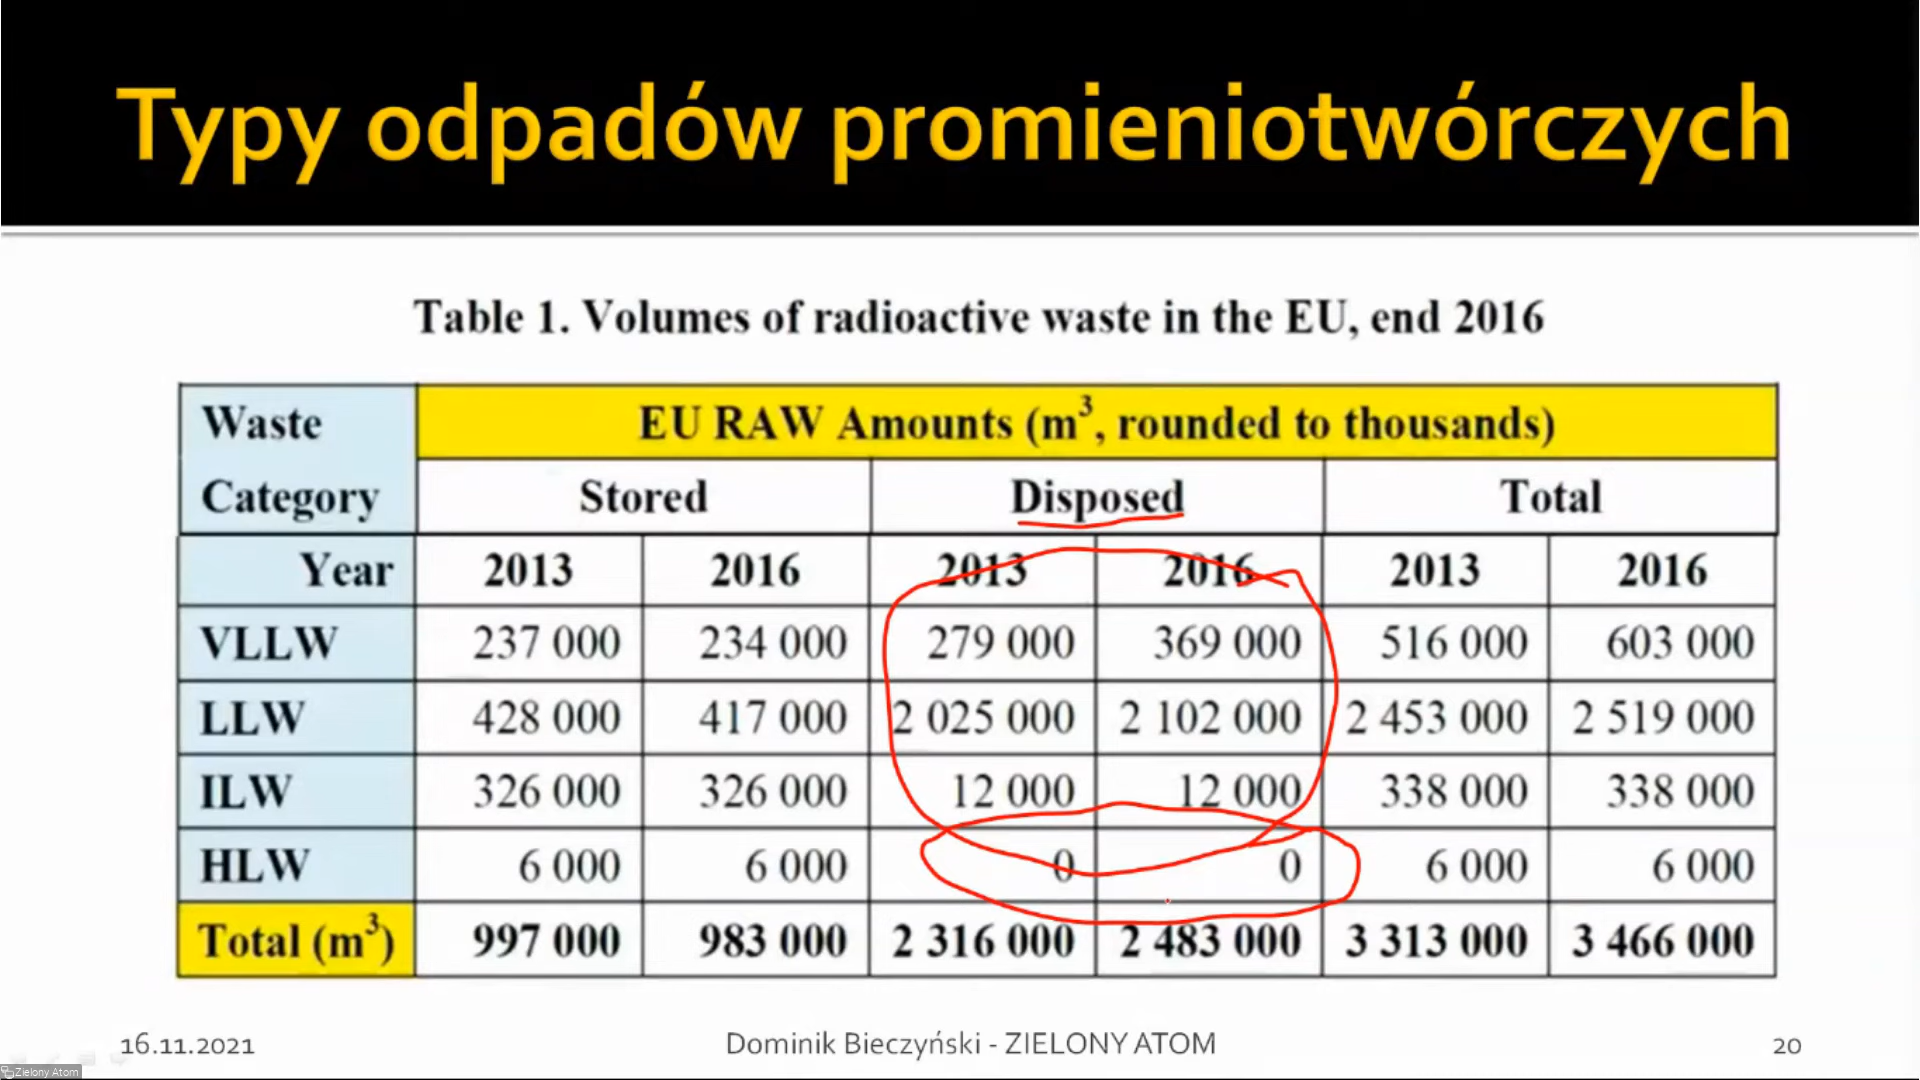 Typy odpadów promieniotwórczych
Table 1. Volumes of radioactive waste in the EU, end 2016
Waste Category EU RAW Amounts (m³, rounded to thousands)
Stored Disposed Total
Year 2013 2016 2013 2016 2013 2016
VLLW 237 000 234 000 279 000 369 000 516 000 603 000
LLW 428 000 417 000 2 025 000 2 102 000 2 453 000 2 519 000
ILW 326 000 326 000 12 000 12 000 338 000 338 000
HLW 6 000 6 000 0 0 6 000 6 000
Total (m³) 997 000 983 000 2 316 000 2 483 000 3 313 000 3 466 000
16.11.2021 Dominik Bieczyński - ZIELONY ATOM 20
Zielony Atom